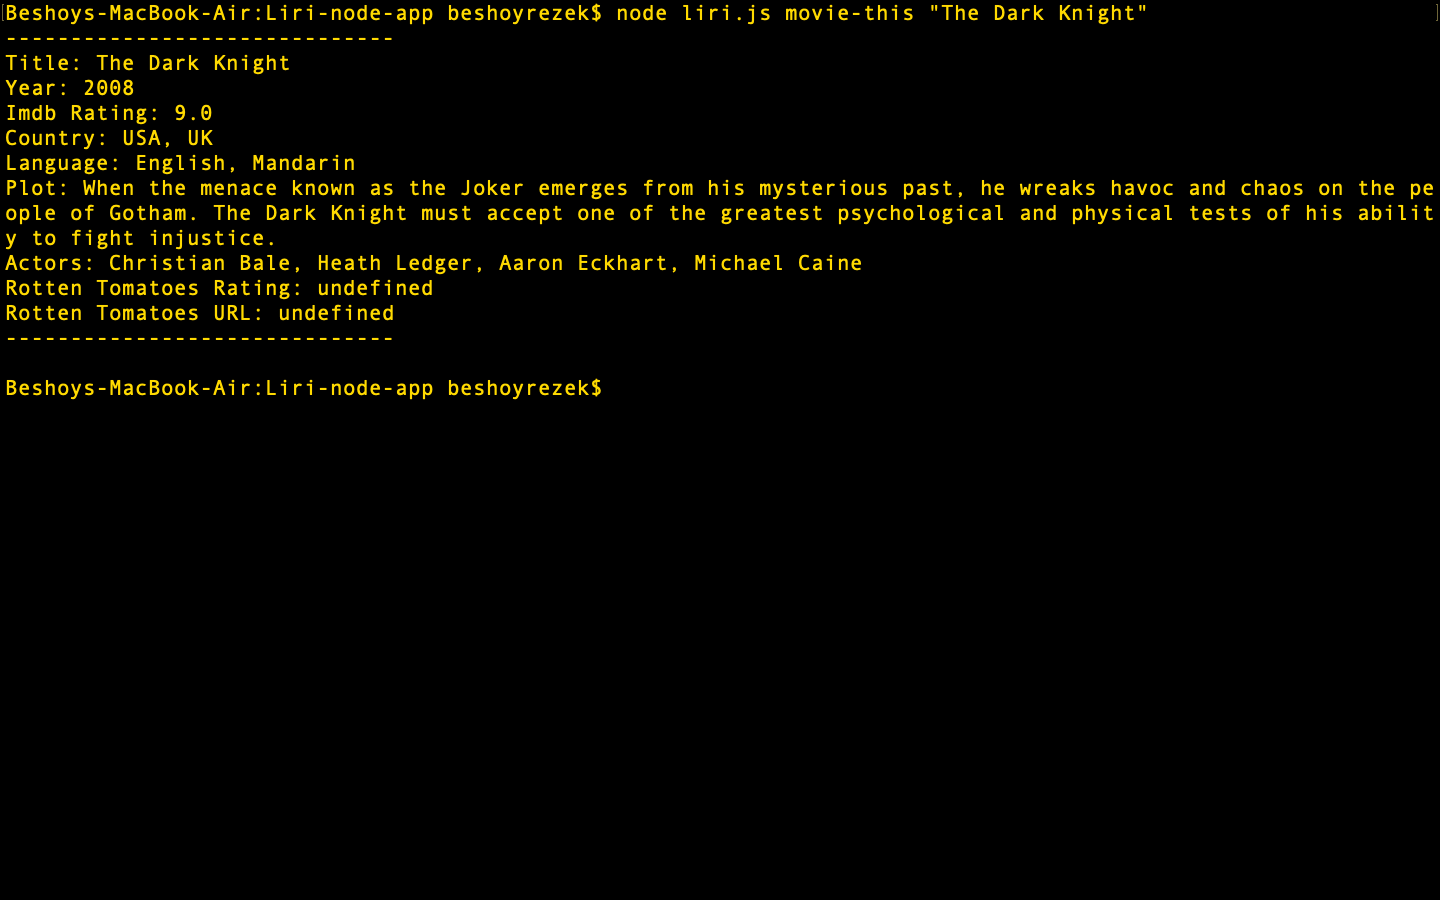 Beshoys-MacBook-Air:Liri-node-app beshoyrezek$ node liri.js movie-this "The Dark Knight"
------------------------------
Title: The Dark Knight
Year: 2008
Imdb Rating: 9.0
Country: USA, UK
Language: English, Mandarin
Plot: When the menace known as the Joker emerges from his mysterious past, he wreaks havoc and chaos on the pe
ople of Gotham. The Dark Knight must accept one of the greatest psychological and physical tests of his abilit
y to fight injustice.
Actors: Christian Bale, Heath Ledger, Aaron Eckhart, Michael Caine
Rotten Tomatoes Rating: undefined
Rotten Tomatoes URL: undefined
------------------------------
Beshoys-MacBook-Air:Liri-node-app beshoyrezek$